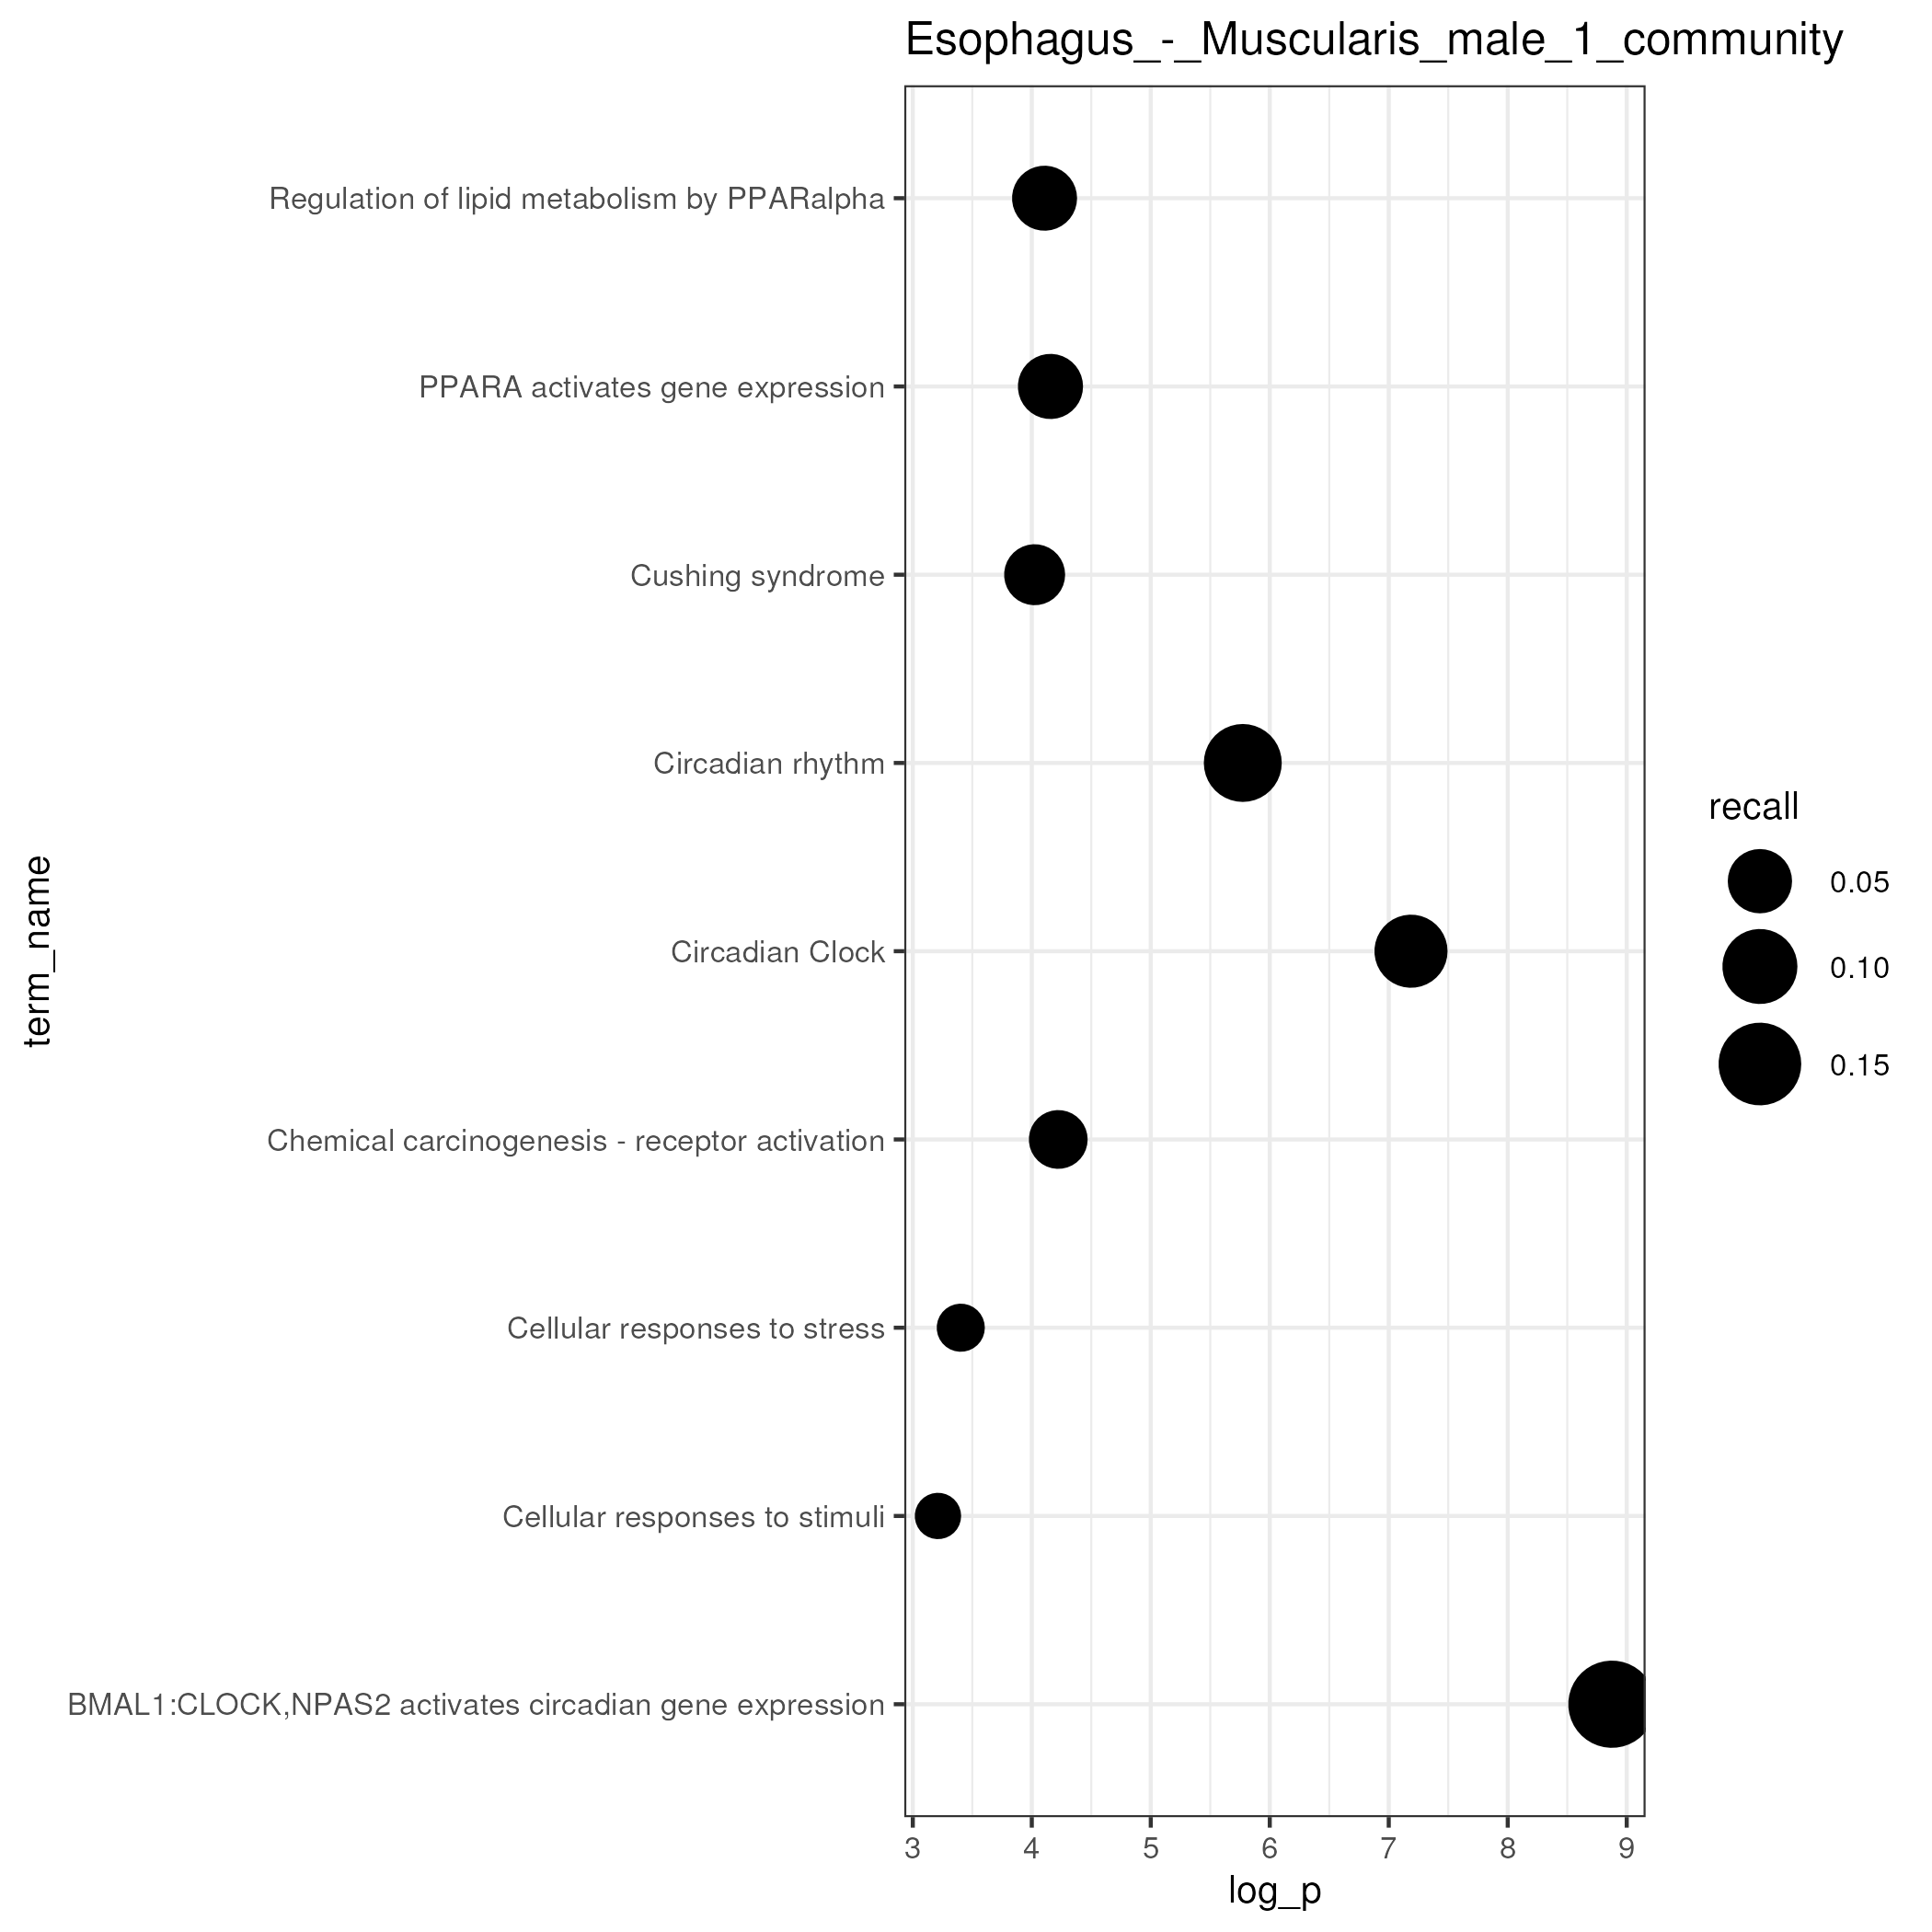 Esophagus_-_Muscularis_male_1_community
term_name
Regulation of lipid metabolism by PPARalpha
PPARA activates gene expression
Cushing syndrome
Circadian rhythm
Circadian Clock
Chemical carcinogenesis - receptor activation
Cellular responses to stress
Cellular responses to stimuli
BMAL1:CLOCK,NPAS2 activates circadian gene expression
3 4 5 6 7 8 9
log_p
recall
0.05
0.10
0.15